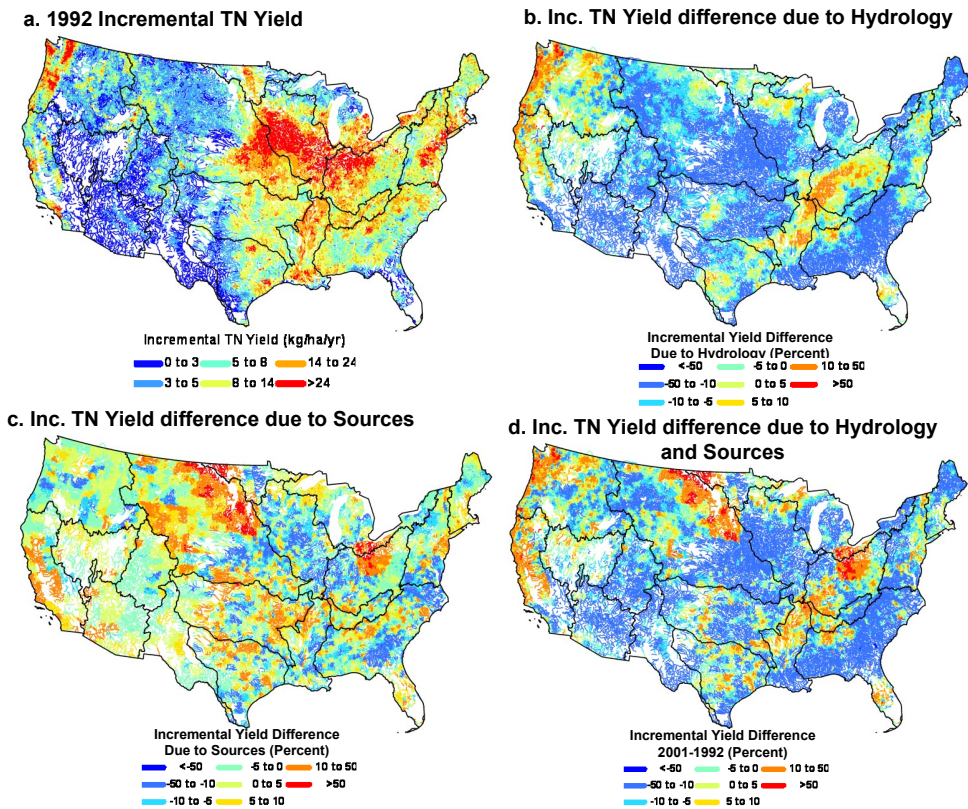 a. 1992 Incremental TN Yield
b. Inc. TN Yield difference due to Hydrology
Incremental TN Yield (kg/ha/yr)
0 to 3 5 to 8 14 to 24
3 to 5 8 to 14 >24
Incremental Yield Difference
Due to Hydrology (Percent)
<-50 -5 to 0 10 to 50
-50 to -10 0 to 5 >50
-10 to -5 5 to 10
c. Inc. TN Yield difference due to Sources
d. Inc. TN Yield difference due to Hydrology
and Sources
Incremental Yield Difference
Due to Sources (Percent)
<-50 -5 to 0 10 to 50
-50 to -10 0 to 5 >50
-10 to -5 5 to 10
Incremental Yield Difference
2001-1992 (Percent)
<-50 -5 to 0 10 to 50
-50 to -10 0 to 5 >50
-10 to -5 5 to 10